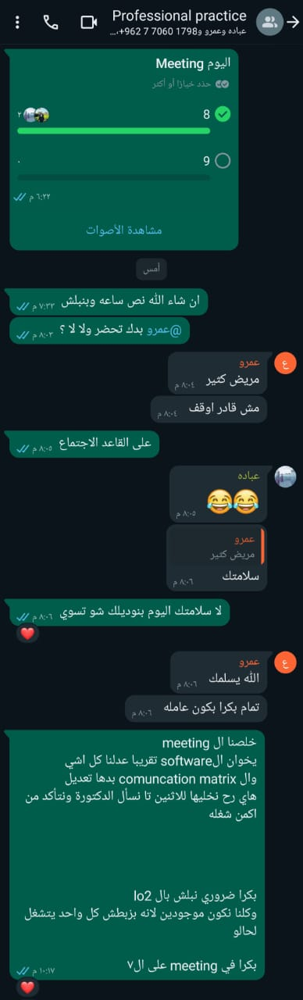 Professional practice
عباده وعمرو و1798 7060 7 962+،...
اليوم Meeting
حدد خيارًا أو أكثر
8
٢
9
٠
٦:٢٢ م
مشاهدة الأصوات
أمس
ان شاء الله نص ساعه وبنبلش
٧:٣٣ م
@عمرو بدك تحضر ولا لا ؟
٨:٠٣ م
ع
عمرو
مريض كثير
٨:٠٤ م
مش قادر اوقف
٨:٠٤ م
على القاعد الاجتماع
٨:٠٥ م
عباده
😂😂
٨:٠٥ م
عمرو
مريض كثير
سلامتك
٨:٠٦ م
لا سلامتك اليوم بنوديلك شو تسوي
٨:٠٦ م
❤️
ع
عمرو
الله يسلمك
٨:٠٦ م
تمام بكرا بكون عامله
٨:٠٦ م
خلصنا ال meeting
يخوان الsoftware تقريبا عدلنا كل اشي
وال comuncation matrix بدها تعديل
هاي رح نخليها للاثنين تا نسأل الدكتورة ونتأكد من
اكمن شغله
بكرا ضروري نبلش بال lo2
وكلنا نكون موجودين لانه بزبطش كل واحد يتشغل
لحالو
بكرا في meeting على ال٧
١٠:١٧ م
❤️